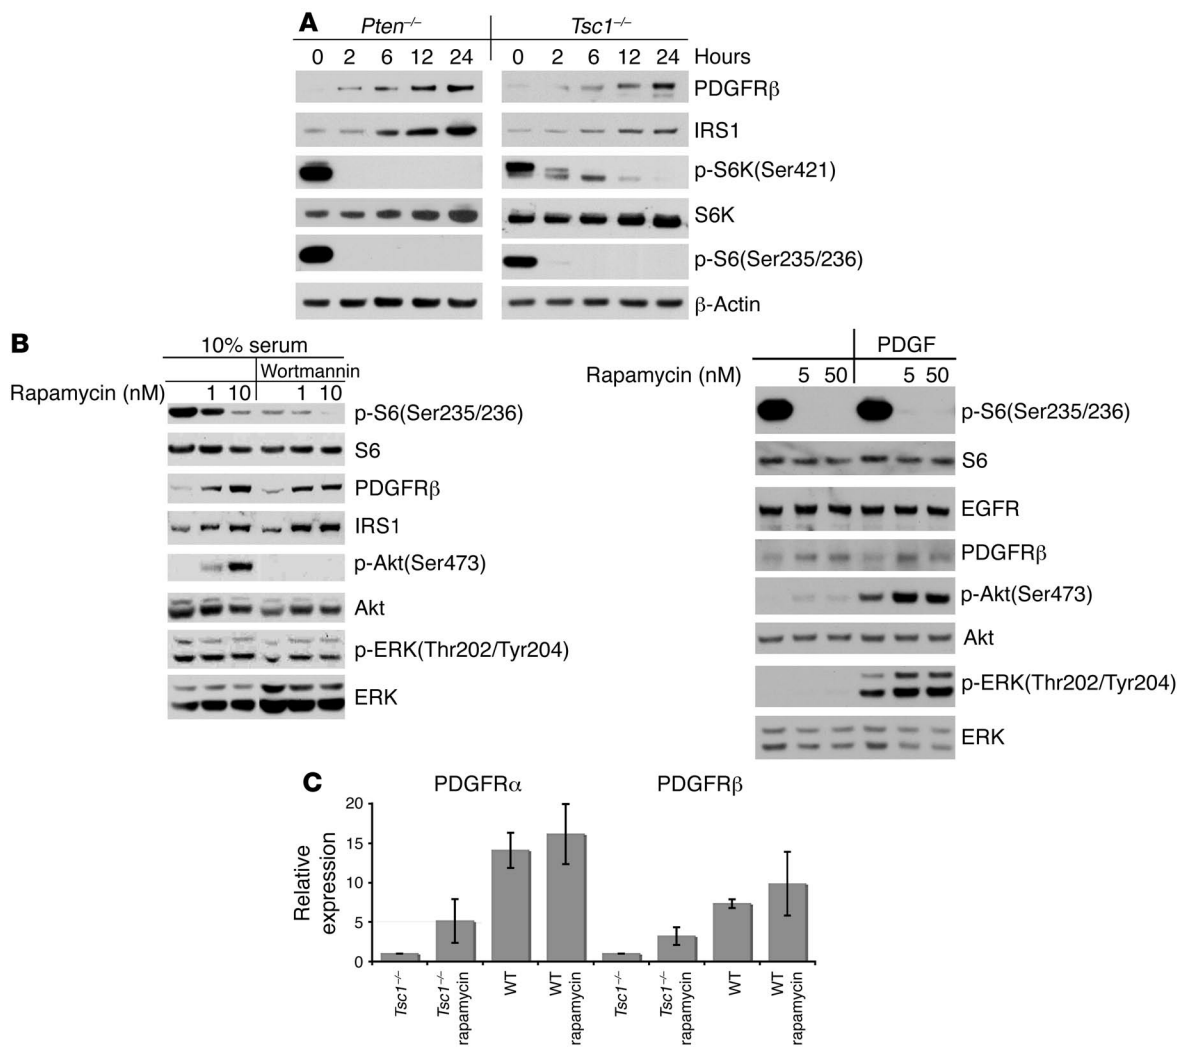 A
Pten–/–
Tsc1–/–
0 2 6 12 24 0 2 6 12 24 Hours
PDGFRβ
IRS1
p-S6K(Ser421)
S6K
p-S6(Ser235/236)
β-Actin
B
10% serum
Wortmannin
Rapamycin (nM) 1 10 1 10
p-S6(Ser235/236)
S6
PDGFRβ
IRS1
p-Akt(Ser473)
Akt
p-ERK(Thr202/Tyr204)
ERK
PDGF
Rapamycin (nM) 5 50 5 50
p-S6(Ser235/236)
S6
EGFR
PDGFRβ
p-Akt(Ser473)
Akt
p-ERK(Thr202/Tyr204)
ERK
C
PDGFRα PDGFRβ
Relative
expression
20
15
10
5
0
Tsc1–/–
Tsc1–/–
rapamycin
WT
WT
rapamycin
Tsc1–/–
Tsc1–/–
rapamycin
WT
WT
rapamycin